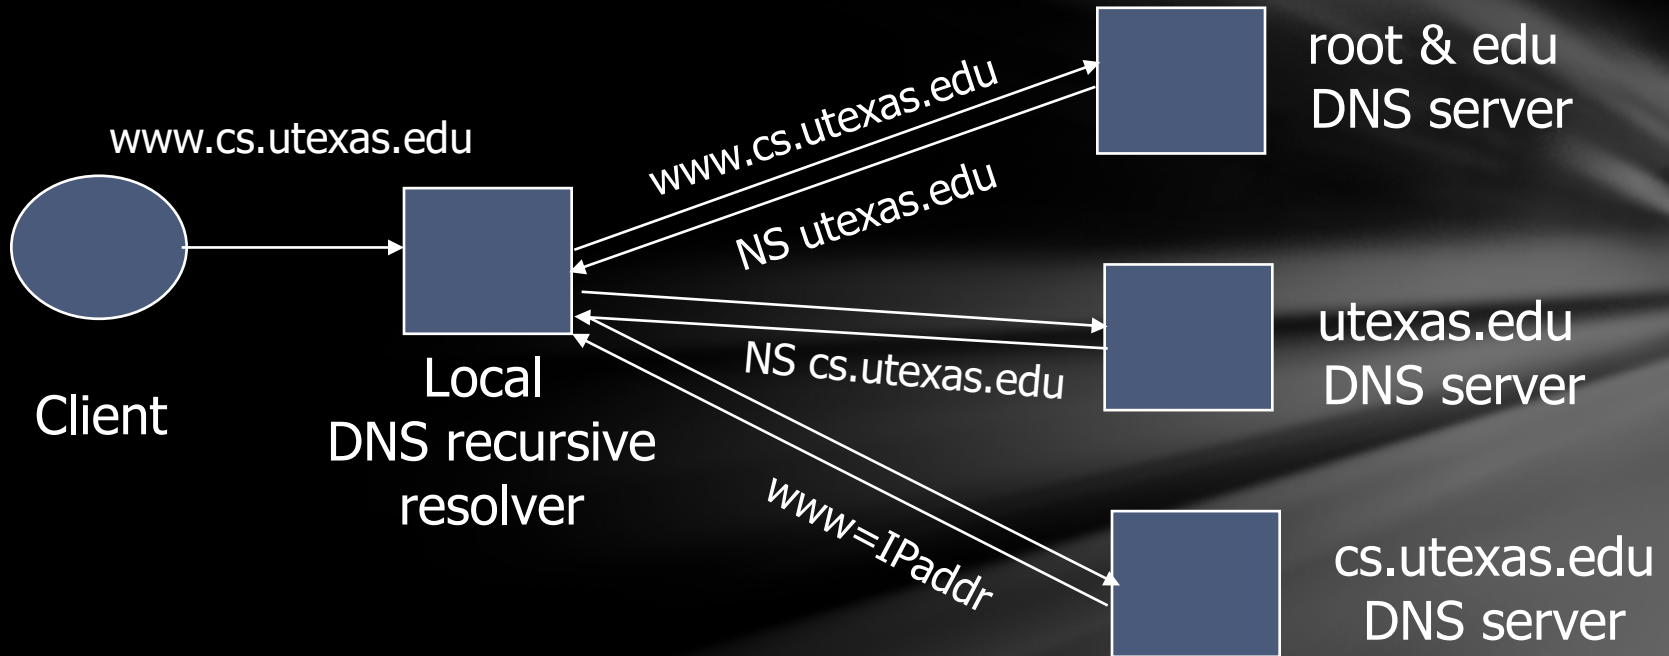 www.cs.utexas.edu
Client
Local
DNS recursive
resolver
www.cs.utexas.edu
NS utexas.edu
NS cs.utexas.edu
www=IPaddr
root & edu
DNS server
utexas.edu
DNS server
cs.utexas.edu
DNS server